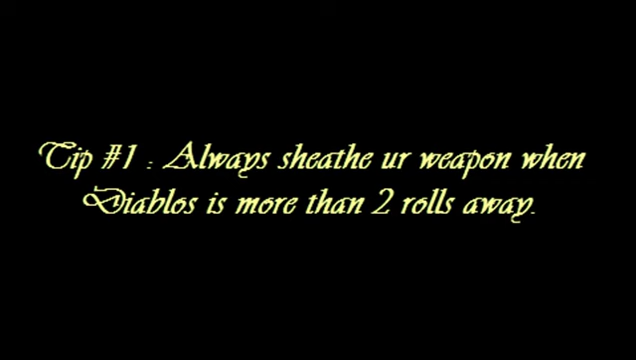 Tip #1 : Always sheathe ur weapon when
Diablos is more than 2 rolls away.